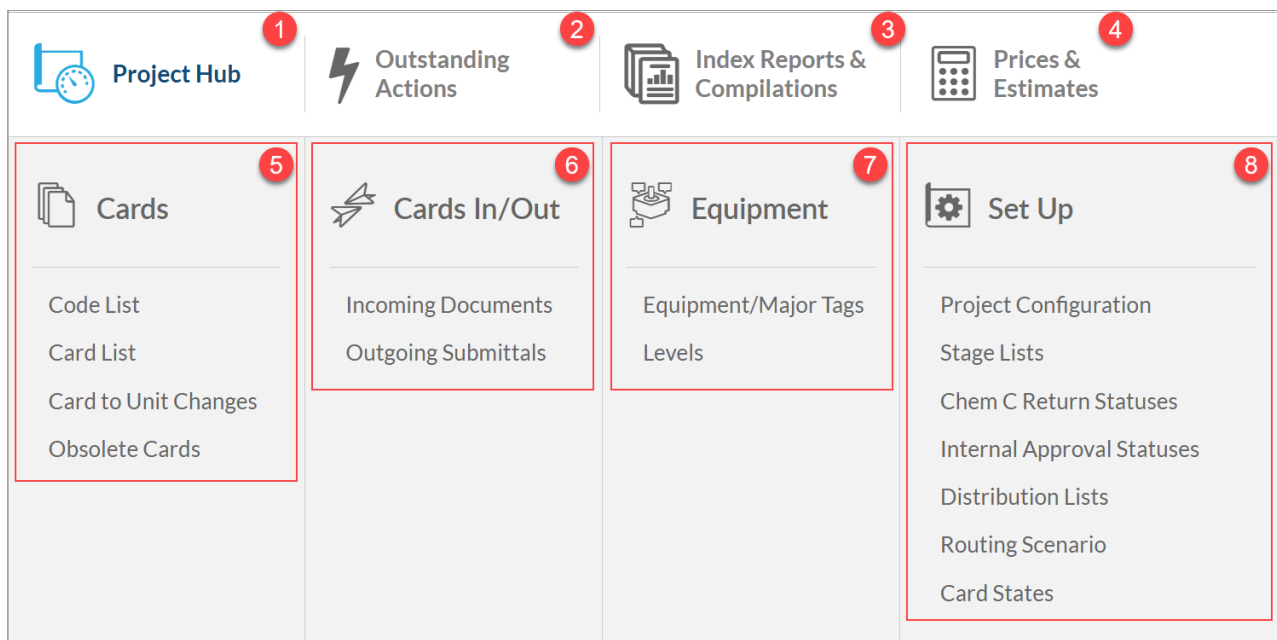 1
Project Hub
2
Outstanding
Actions
3
Index Reports &
Compilations
4
Prices &
Estimates
5
Cards
Code List
Card List
Card to Unit Changes
Obsolete Cards
6
Cards In/Out
Incoming Documents
Outgoing Submittals
7
Equipment
Equipment/Major Tags
Levels
8
Set Up
Project Configuration
Stage Lists
Chem C Return Statuses
Internal Approval Statuses
Distribution Lists
Routing Scenario
Card States